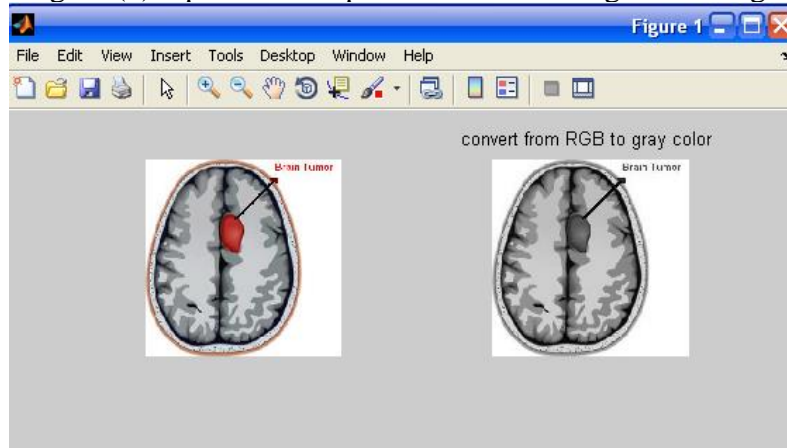 Figure 1
File Edit View Insert Tools Desktop Window Help
convert from RGB to gray color
Brain Tumor
Brain Tumor